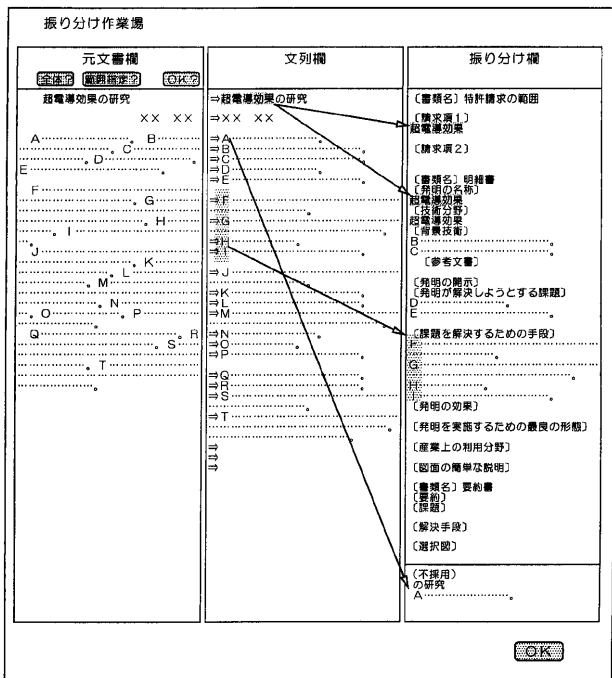 振り分け作業場
元文書欄
全体? 範囲指定? OK?
超電導効果の研究
×× ××
A……………………。 B………
……………。C……………………
……………。D…………………。
E……………………………。
F……………………………………
……………………。G……………
………………………。H…………
………。I…………………………
…。
J……………………………………
……………………。K……………
…………………。L………………
……………。M……………………
………………。N…………………
…。O………………。P…………
……………。
Q………………………………。R
……………………………。S……
………………………………………
……………。T……………………
………………………………………
……………。
文列欄
⇒超電導効果の研究
⇒×× ××
⇒A……………………。
⇒B……………………………。
⇒C……………………………。
⇒D……………………。
⇒E……………………………。
⇒F…………………………………
…………………。
⇒G…………………………………
…………………………………。
⇒H………………。
⇒I……………………………。
⇒J…………………………………
…………………………………
⇒K……………………………。
⇒L……………………………。
⇒M…………………………………
…………………………………
⇒N……………………。
⇒O………………。
⇒P…………………………………
…………………………………
⇒Q……………………………。
⇒R……………………………。
⇒S…………………………………
…………………。
⇒T…………………………………
…………………………………
…………………………。
⇒
⇒
⇒
振り分け欄
〔書類名〕特許請求の範囲
〔請求項1〕
超電導効果
〔請求項2〕
〔書類名〕明細書
〔発明の名称〕
超電導効果
〔技術分野〕
超電導効果
〔背景技術〕
B……………………………。
C……………………………。
〔参考文書〕
〔発明の開示〕
〔発明が解決しようとする課題〕
D……………………。
E……………………………。
〔課題を解決するための手段〕
F…………………………………
…………………。
G…………………………………
…………………………………。
H………………。
I……………………………。
〔発明の効果〕
〔発明を実施するための最良の形態〕
〔産業上の利用分野〕
〔図面の簡単な説明〕
〔書類名〕要約書
〔要約〕
〔課題〕
〔解決手段〕
〔選択図〕
(不採用)
の研究
A……………………。
OK